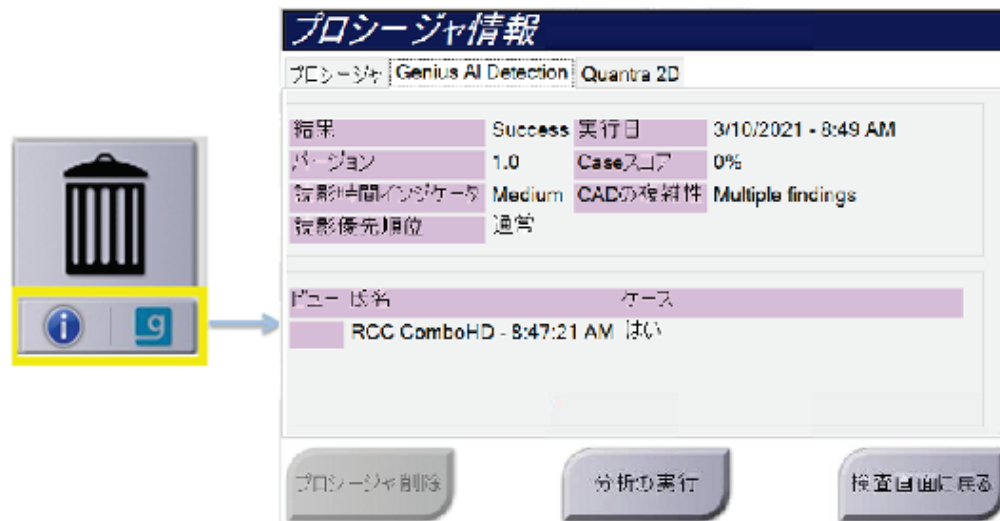 プロシージャ情報
プロシージャ Genius AI Detection Quantra 2D
結果 Success 実行日 3/10/2021 - 8:49 AM
バージョン 1.0 Caseスコア 0%
読影時間インジケータ Medium CADの複雑性 Multiple findings
読影優先順位 通常
ビュー 氏名 ケース
RCC ComboHD - 8:47:21 AM はい
i g
プロシージャ削除 分析の実行 検査画面に戻る